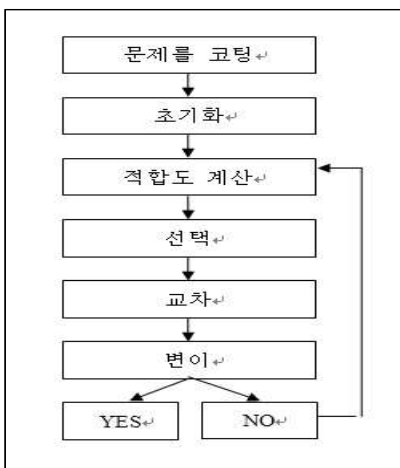 문제를 코팅↵
초기화↵
적합도 계산↵
선택↵
교차↵
변이↵
YES↵
NO↵